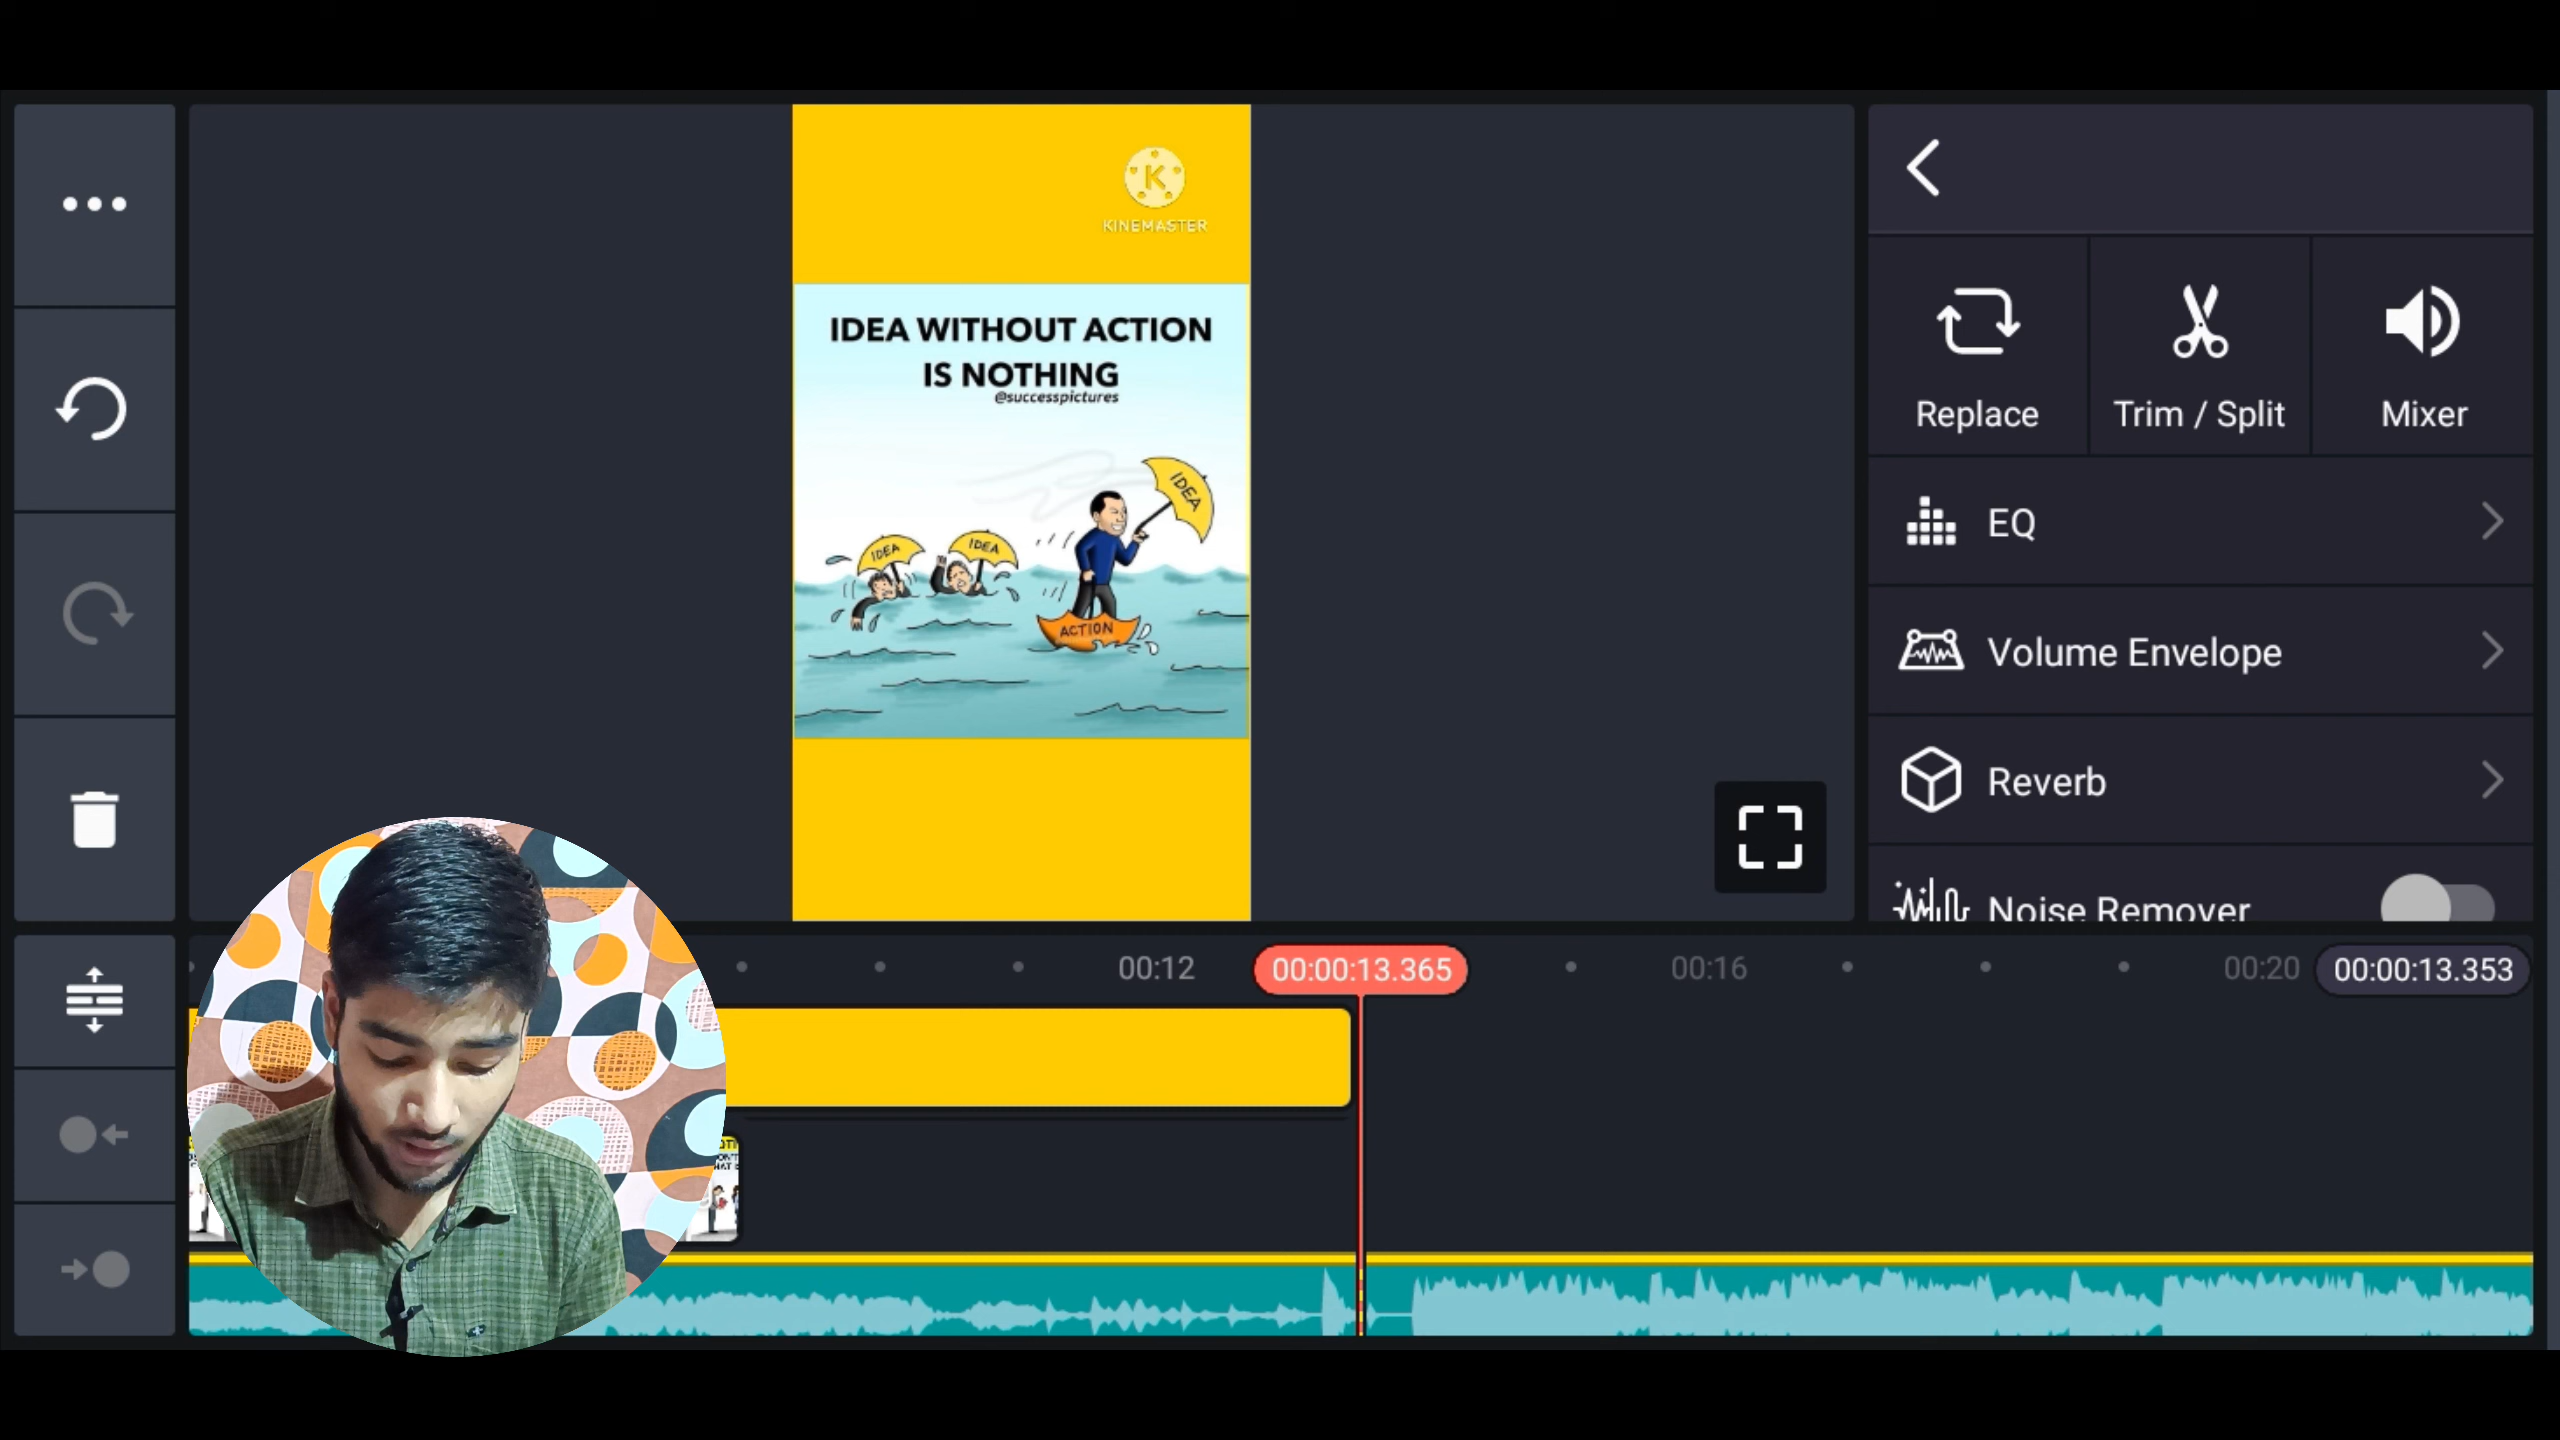 KINEMASTER
IDEA WITHOUT ACTION
IS NOTHING
@successpictures
IDEA
IDEA
IDEA
ACTION
Replace
Trim / Split
Mixer
EQ
Volume Envelope
Reverb
Noise Remover
00:12
00:00:13.365
00:16
00:20
00:00:13.353